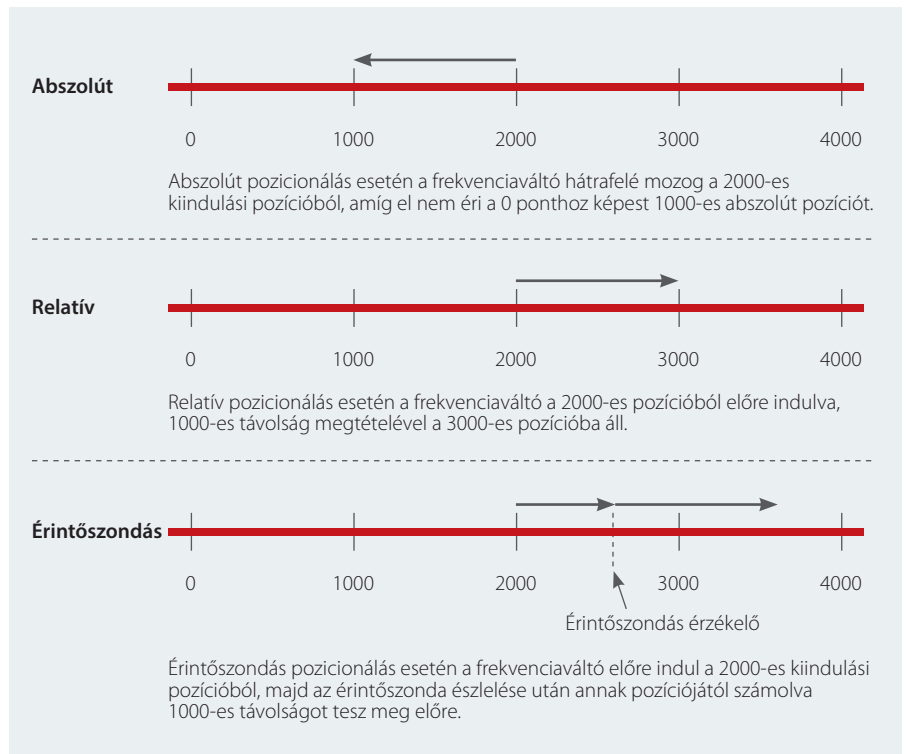 Abszolút
0 1000 2000 3000 4000
Abszolút pozicionálás esetén a frekvenciaváltó hátrafelé mozog a 2000-es
kiindulási pozícióból, amíg el nem éri a 0 ponthoz képest 1000-es abszolút pozíciót.
Relatív
0 1000 2000 3000 4000
Relatív pozicionálás esetén a frekvenciaváltó a 2000-es pozícióból előre indulva,
1000-es távolság megtételével a 3000-es pozícióba áll.
Érintőszondás
0 1000 2000 3000 4000
Érintőszondás érzékelő
Érintőszondás pozicionálás esetén a frekvenciaváltó előre indul a 2000-es kiindulási
pozícióból, majd az érintőszonda észlelése után annak pozíciójától számolva
1000-es távolságot tesz meg előre.